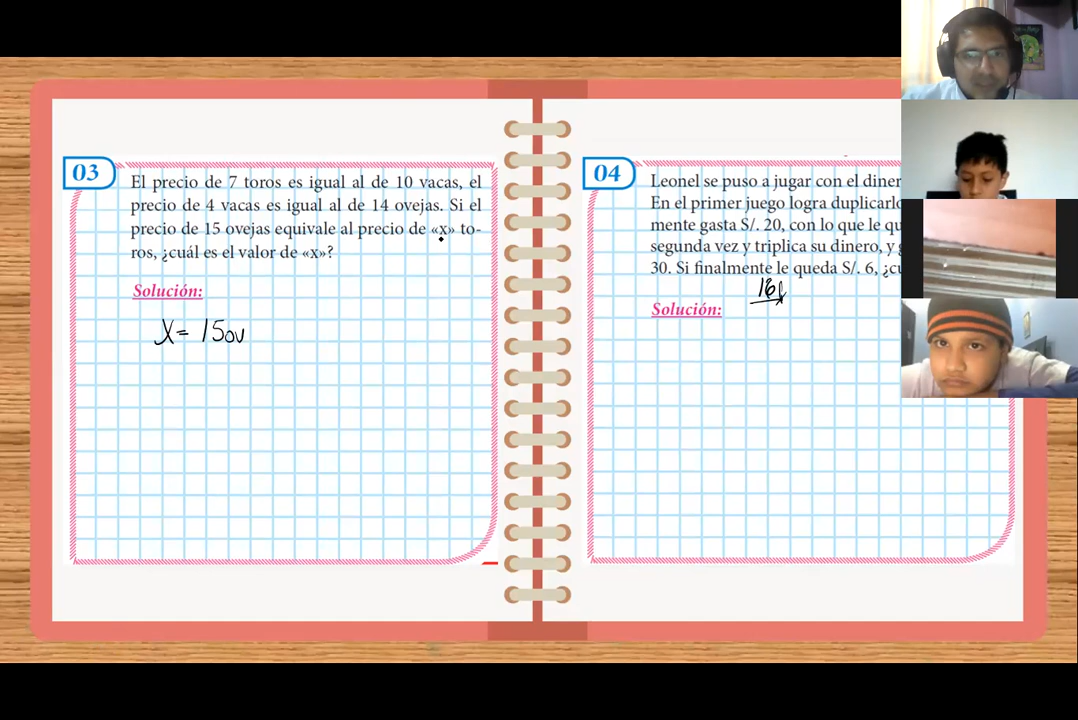 03
El precio de 7 toros es igual al de 10 vacas, el
precio de 4 vacas es igual al de 14 ovejas. Si el
precio de 15 ovejas equivale al precio de «x» to-
ros, ¿cuál es el valor de «x»?
Solución:
X= 15ov
04
Leonel se puso a jugar con el diner
En el primer juego logra duplicarlo
mente gasta S/. 20, con lo que le qu
segunda vez y triplica su dinero, y g
30. Si finalmente le queda S/. 6, ¿cu
16
Solución: